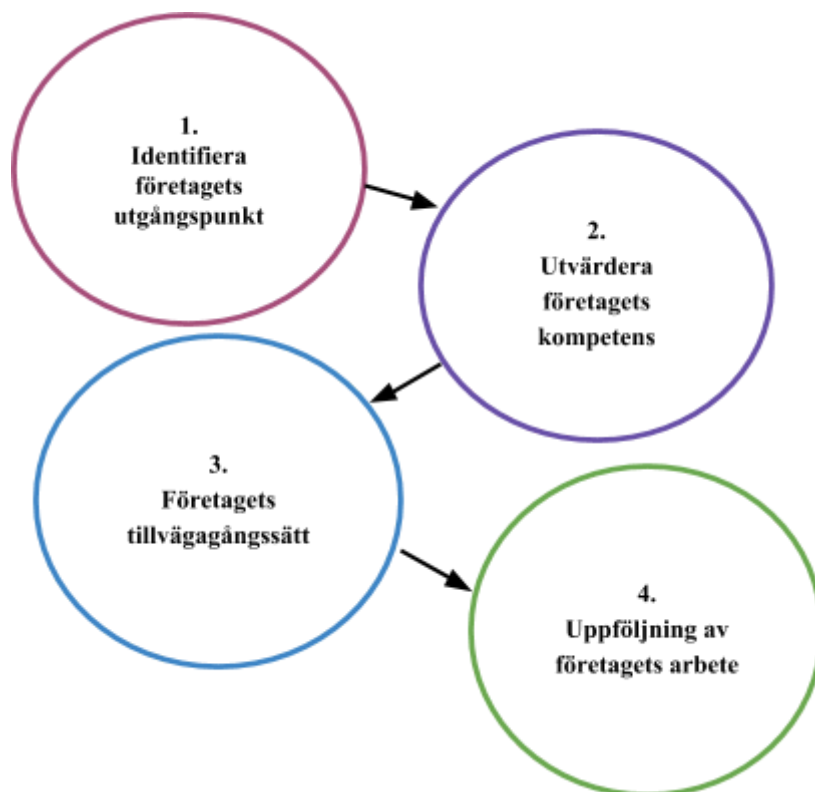 1.
Identifiera
företagets
utgångspunkt
2.
Utvärdera
företagets
kompetens
3.
Företagets
tillvägagångssätt
4.
Uppföljning av
företagets arbete